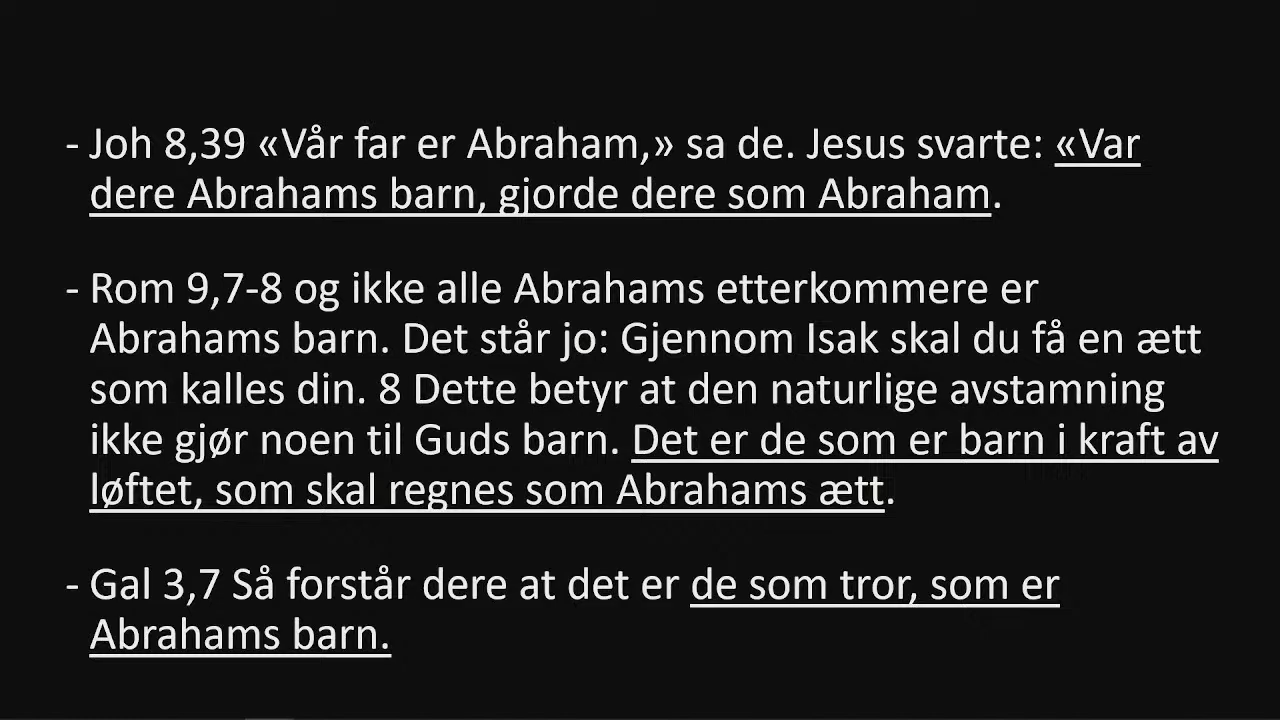 - Joh 8,39 «Vår far er Abraham,» sa de. Jesus svarte: «Var
dere Abrahams barn, gjorde dere som Abraham.
- Rom 9,7-8 og ikke alle Abrahams etterkommere er
Abrahams barn. Det står jo: Gjennom Isak skal du få en ætt
som kalles din. 8 Dette betyr at den naturlige avstamning
ikke gjør noen til Guds barn. Det er de som er barn i kraft av
løftet, som skal regnes som Abrahams ætt.
- Gal 3,7 Så forstår dere at det er de som tror, som er
Abrahams barn.